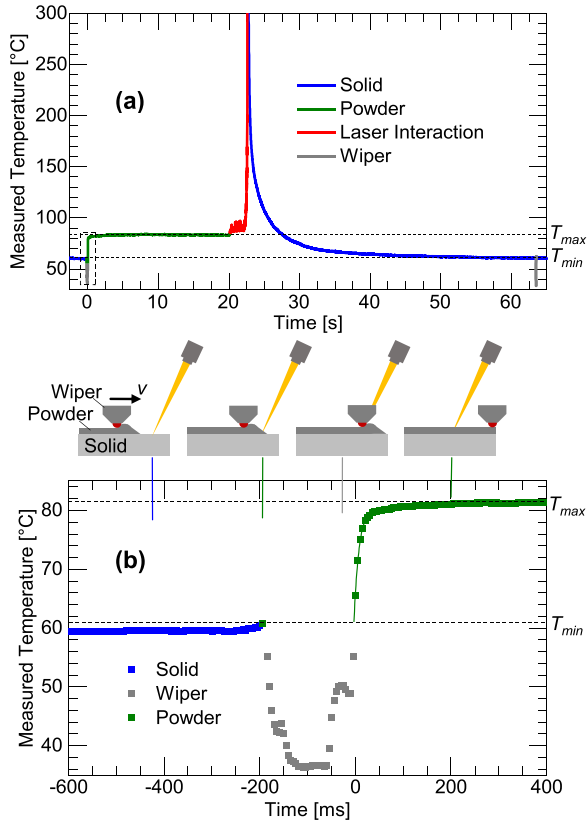 300
250
200
150
100
50
Measured Temperature [°C]
(a)
Solid
Powder
Laser Interaction
Wiper
T_max
T_min
0 10 20 30 40 50 60
Time [s]
Wiper
v
Powder
Solid
80
70
60
50
40
Measured Temperature [°C]
(b)
T_max
T_min
Solid
Wiper
Powder
-600 -400 -200 0 200 400
Time [ms]